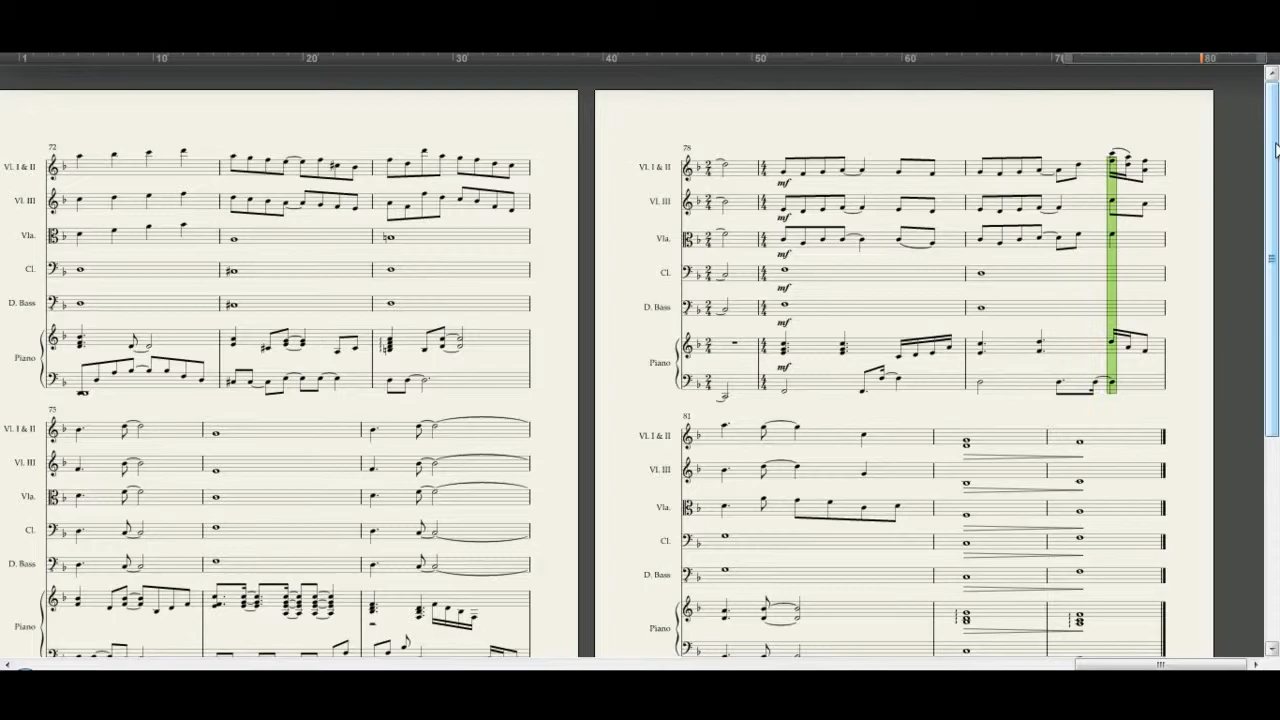 1 10 20 30 40 50 60 70 80
72
Vl. I & II
Vl. III
Vla.
Cl.
D. Bass
Piano
75
Vl. I & II
Vl. III
Vla.
Cl.
D. Bass
Piano
78
Vl. I & II
mf
Vl. III
mf
Vla.
mf
Cl.
mf
D. Bass
mf
Piano
mf
81
Vl. I & II
Vl. III
Vla.
Cl.
D. Bass
Piano